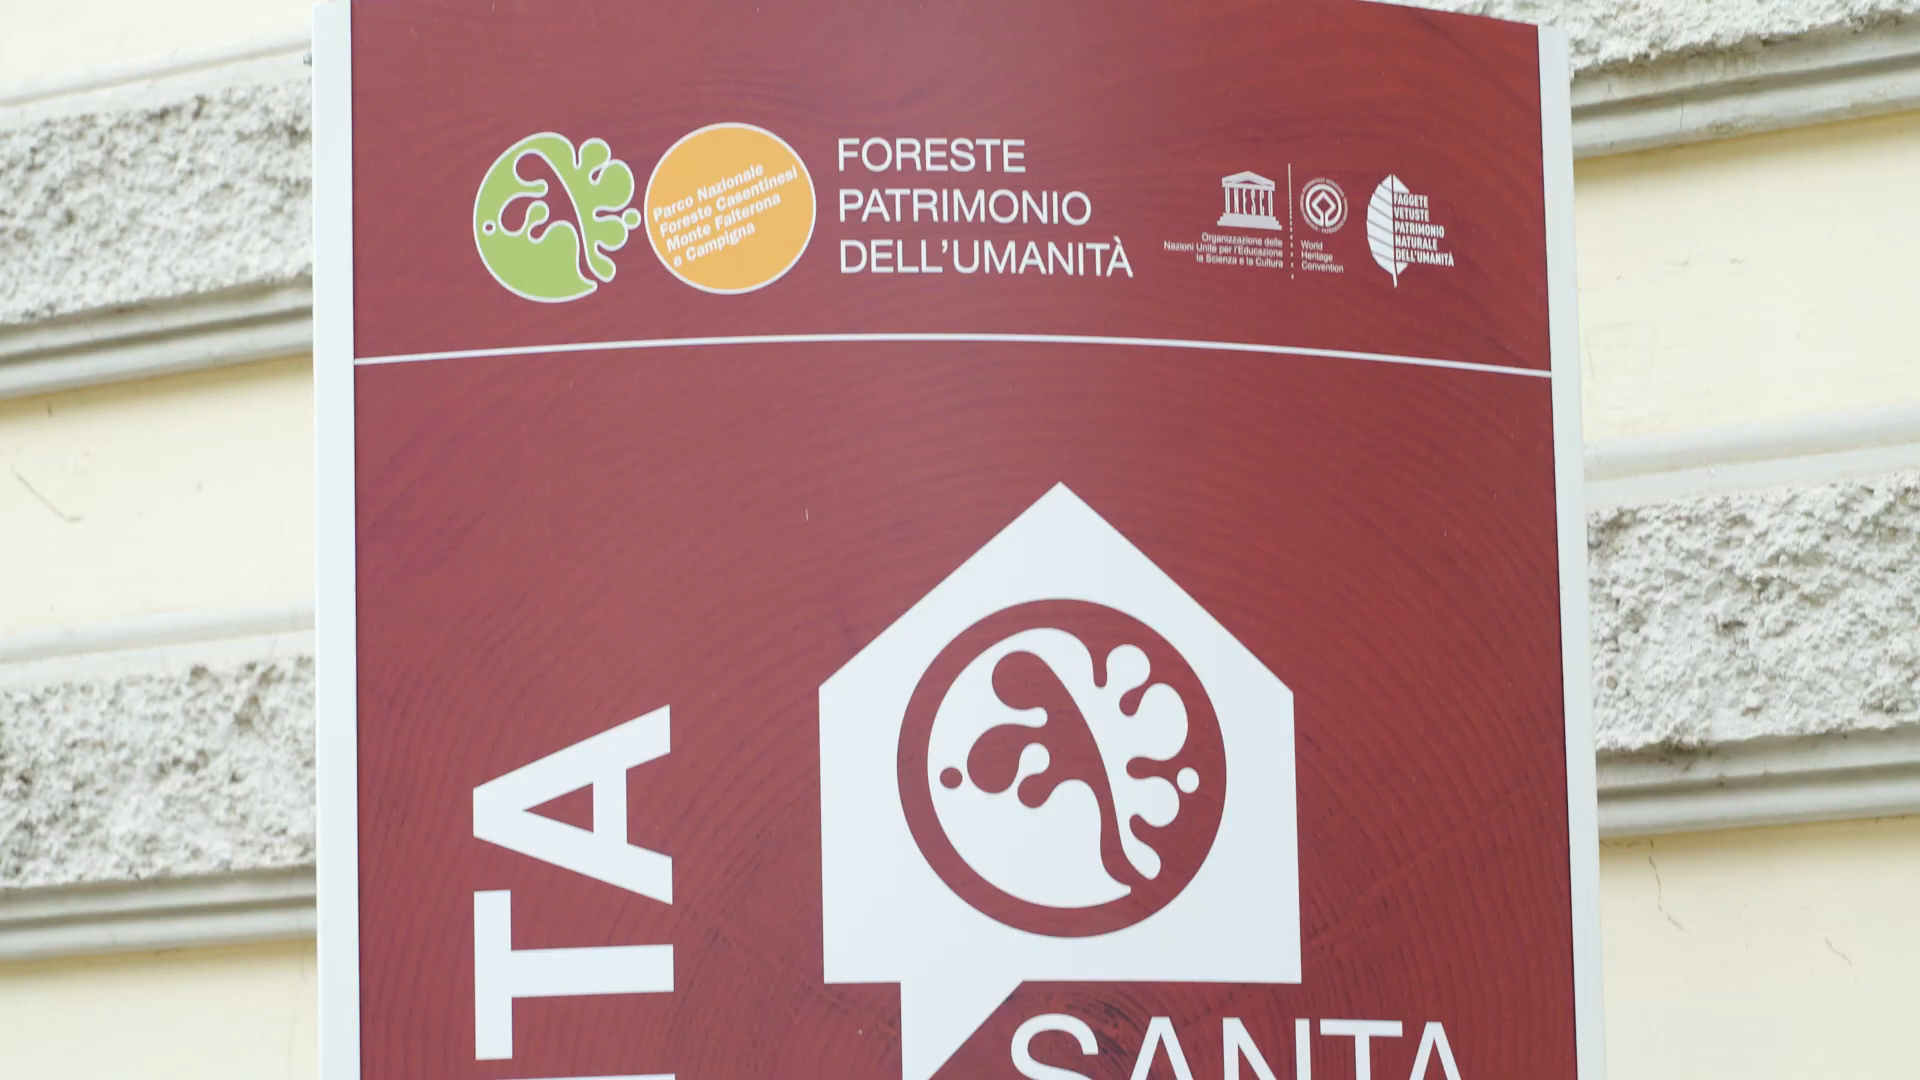 Parco Nazionale
Foreste Casentinesi
Monte Falterona
e Campigna
FORESTE
PATRIMONIO
DELL'UMANITÀ
UNESCO
Organizzazione delle
Nazioni Unite per l'Educazione
la Scienza e la Cultura
World
Heritage
Convention
FAGGETE
VETUSTE
PATRIMONIO
NATURALE
DELL'UMANITÀ
SANTA